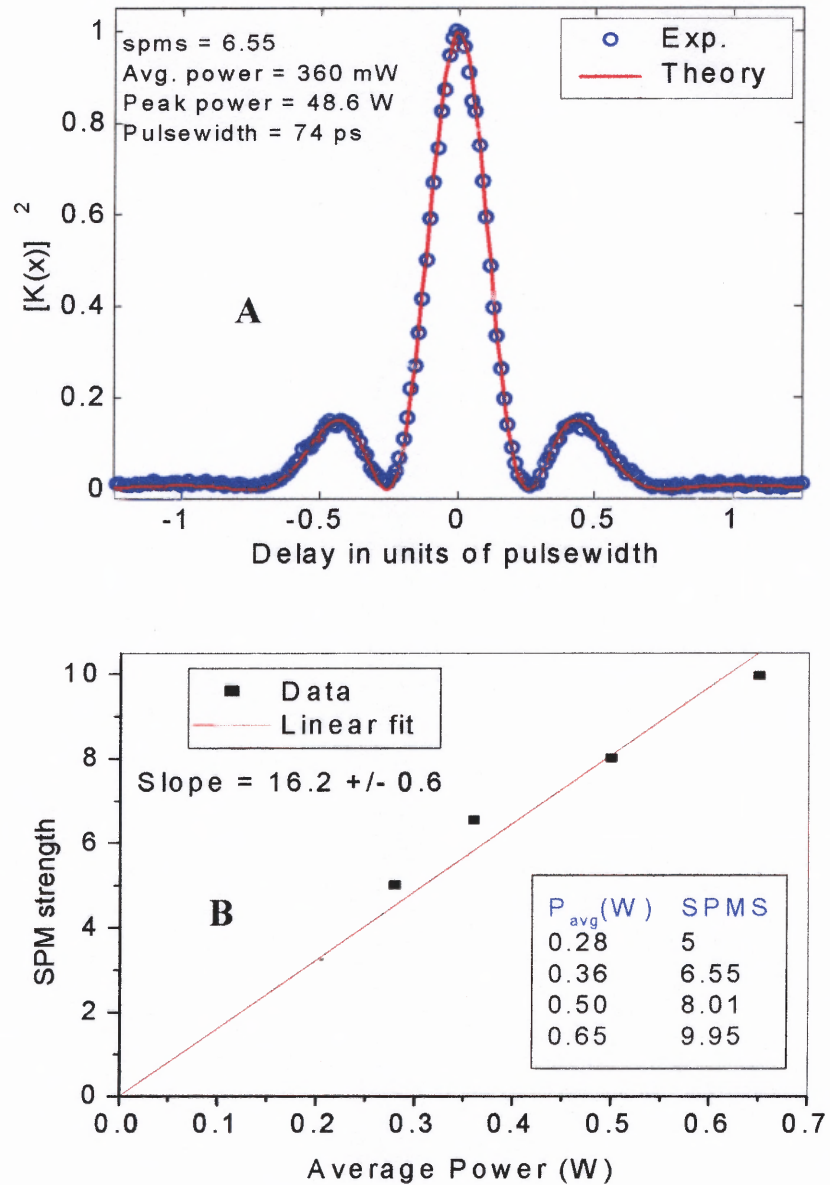 spms = 6.55
Avg. power = 360 mW
Peak power = 48.6 W
Pulsewidth = 74 ps
Exp.
Theory
[K(x)] 2
A
1
0.8
0.6
0.4
0.2
0
-1 -0.5 0 0.5 1
Delay in units of pulsewidth
Data
Linear fit
Slope = 16.2 +/- 0.6
SPM strength
B
P avg (W) SPMS
0.28 5
0.36 6.55
0.50 8.01
0.65 9.95
10
8
6
4
2
0
0.0 0.1 0.2 0.3 0.4 0.5 0.6 0.7
Average Power (W)